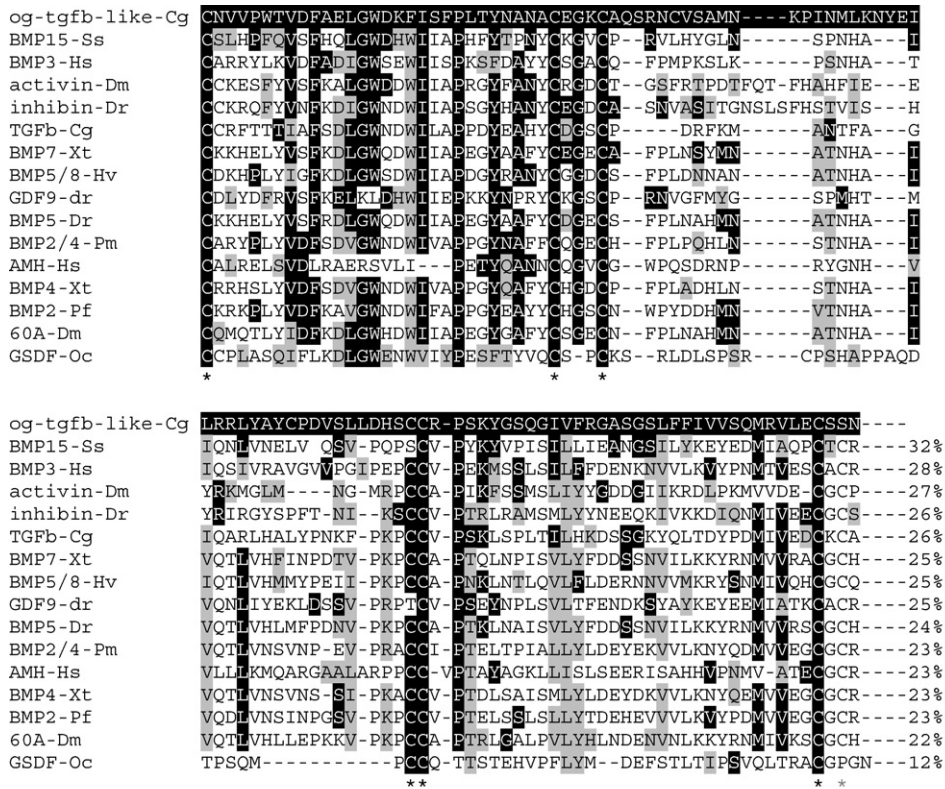 og-tgfb-like-Cg CNVVPWTVDFAELGWDKFISFPLTYNANACEGKCAQSRNCVSAMN----KPINMLKNYEI
BMP15-Ss CSLHPFQVSFHQLGWDHWIIAPHFYTPNYCKGVCP--RVLHYGLN----SPNHA---I
BMP3-Hs CARRYLKVDFADIGWSEWIISPKSFDAYYCSGACQ--FPMPKSLK----PSNHA---T
activin-Dm CCKESFYVSFKALGWDDWIIAPRGYFANYCRGDCT--GSFRTPDTFQT-FHAHFIE--E
inhibin-Dr CCKRQFYVNFKDIGWNDWIIAPSGYHANYCEGDCA--SNVASITGNSLSFHSTVIS--H
TGFb-Cg CCRFTTTIAFSDLGWNDWILAPPDYEAHYCDGSCP-----DRFKM----ANTFA---G
BMP7-Xt CKKHELYVSFKDLGWQDWIIAPEGYAAFYCEGECA--FPLNSYMN----ATNHA---I
BMP5/8-Hv CDKHPLYIGFKDLGWSDWIIAPDGYRANYCGGDCS--FPLDNNAN----ATNHA---I
GDF9-dr CDLYDFRVSFKELKLDHWIIEPKKYNPRYCKGSCP--RNVGFMYG----SPMHT---M
BMP5-Dr CKKHELYVSFRDLGWQDWIIAPEGYAAFYCDGECS--FPLNAHMN----ATNHA---I
BMP2/4-Pm CARYPLYVDFSDVGWNDWIVAPPGYNAFFCQGECH--FPLPQHLN----STNHA---I
AMH-Hs CALRELSVDLRAERSVLI---PETYQANNCQGVCG--WPQSDRNP----RYGNH---V
BMP4-Xt CRRHSLYVDFSDVGWNDWIVAPPGYQAFYCHGDCP--FPLADHLN----STNHA---I
BMP2-Pf CKRKPLYVDFKAVGWNDWIFAPPGYNAYYCHGSCN--WPYDDHMN----VTNHA---I
60A-Dm CQMQTLYIDFKDLGWHDWIIAPEGYGAFYCSGECN--FPLNAHMN----ATNHA---I
GSDF-Oc CCPLASQIFLKDLGWENWVIYPESFTYVQCS-PCKS--RLDLSPSR----CPSHAPPAQD
* * *
og-tgfb-like-Cg LRRLYAYCPDVSLLDHSCCR-PSKYGSQGIVFRGASGSLFFIVVSQMRVLECSSN----
BMP15-Ss IQNLVNELV QSV-PQPSCV-PYKYVPISILLIEANGSILYKEYEDMIAQPCTCR----32%
BMP3-Hs IQSIVRAVGVVPGIPEPCCV-PEKMSSLSILFFDENKNVVLKVYPNMTVESCACR----28%
activin-Dm YRKMGLM----NG-MRPCCA-PIKFSSMSLIYYGDDGIIKRDLPKMVVDE-CGCP----27%
inhibin-Dr YRIRGYSPFT-NI--KSCCV-PTRLRAMSMLYYNEEQKIVKKDIQNMIVEECGCS----26%
TGFb-Cg IQARLHALYPNKF-PKPCCV-PSKLSPLTILHKDSSGKYQLTDYPDMIVEDCKCA----26%
BMP7-Xt VQTLVHFINPDTV-PKPCCA-PTQLNPISVLYFDDSSNVILKKYRNMVVRACGCH----25%
BMP5/8-Hv IQTLVHMMYPEII-PKPCCA-PNKLNTLQVLFLDERNNVVMKRYSNMIVQHCGCQ----25%
GDF9-dr VQNLIYEKLDSSV-PRPTCV-PSEYNPLSVLTFENDKSYAYKEYEEMIATKCACR----25%
BMP5-Dr VQTLVHLMFPDNV-PKPCCA-PTKLNAISVLYFDDSSNVILKKYRNMVVRSCGCH----24%
BMP2/4-Pm VQTLVNSVNP-EV-PRACCI-PTELTPIALLYLDEYEKVVLKNYQDMVVEGCGCR----23%
AMH-Hs VLLLKMQARGAALARPPCC-VPTAYAGKLLISLSEERISAHHVPNMV-ATECGCR----23%
BMP4-Xt VQTLVNSVNS-SI-PKACCV-PTDLSAISMLYLDEYDKVVLKNYQEMVVEGCGCR----23%
BMP2-Pf VQDLVNSINPGSV-PKPCCV-PTELSSLSLLYTDEHEVVVLKVYPDMVVEGCGCR----23%
60A-Dm VQTLVHLLEPKKV-PKPCCA-PTRLGALPVLYHLNDENVNLKKYRNMIVKSCGCH----22%
GSDF-Oc TPSQM------------PCCQ-TTSTEHVPFLYM--DEFSTLTIPSVQLTRACGPGN----12%
** * *